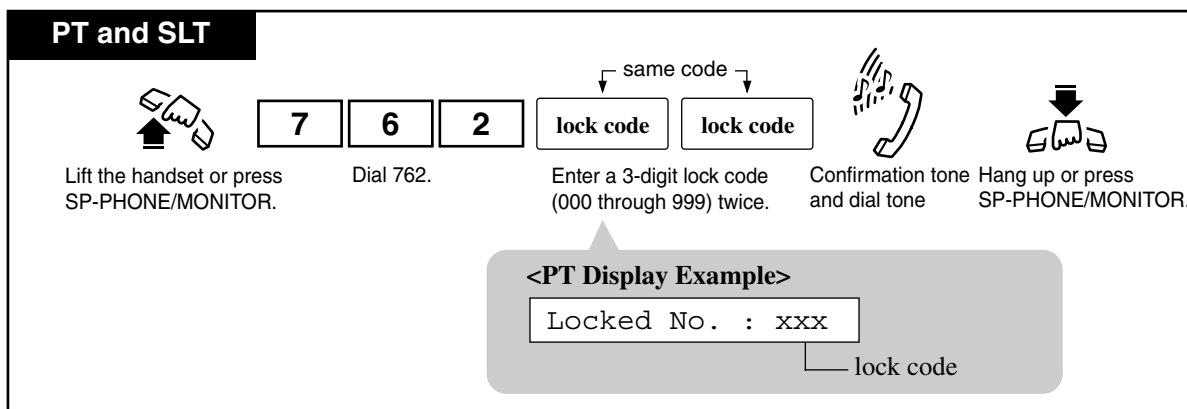 PT and SLT
same code
7 6 2 lock code lock code
Lift the handset or press
SP-PHONE/MONITOR.
Dial 762.
Enter a 3-digit lock code
(000 through 999) twice.
Confirmation tone
and dial tone
Hang up or press
SP-PHONE/MONITOR.
<PT Display Example>
Locked No. : xxx
lock code